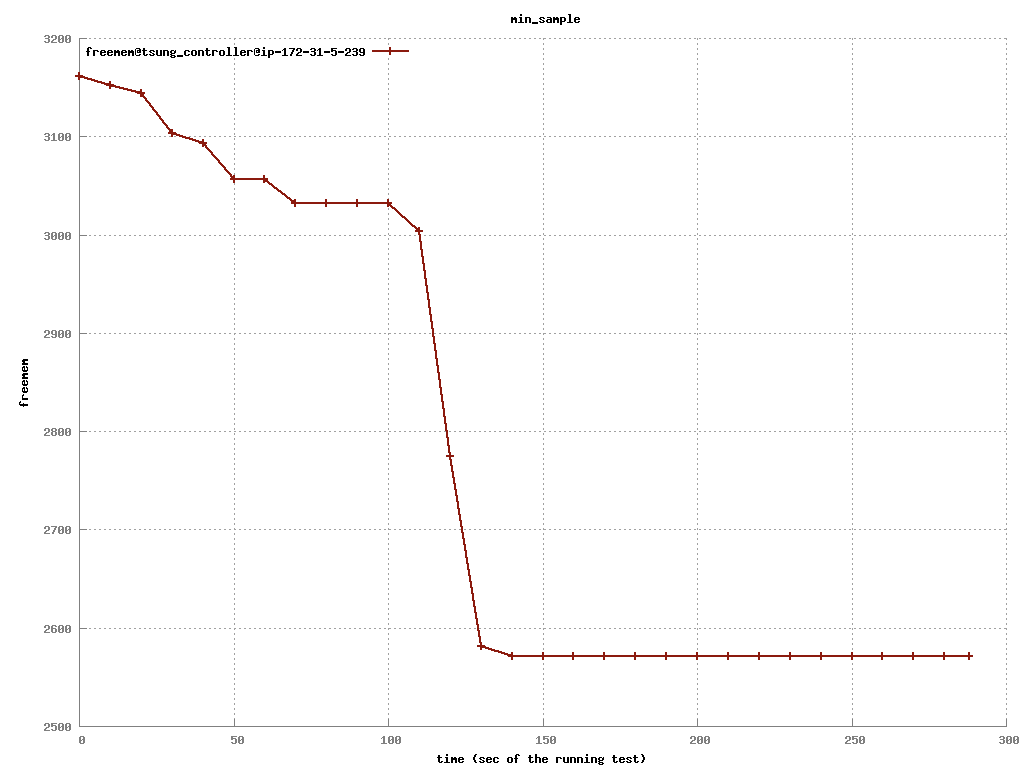 min_sample
freemem@tsung_controller@ip-172-31-5-239
3200
3100
3000
2900
2800
2700
2600
2500
freemem
0 50 100 150 200 250 300
time (sec of the running test)